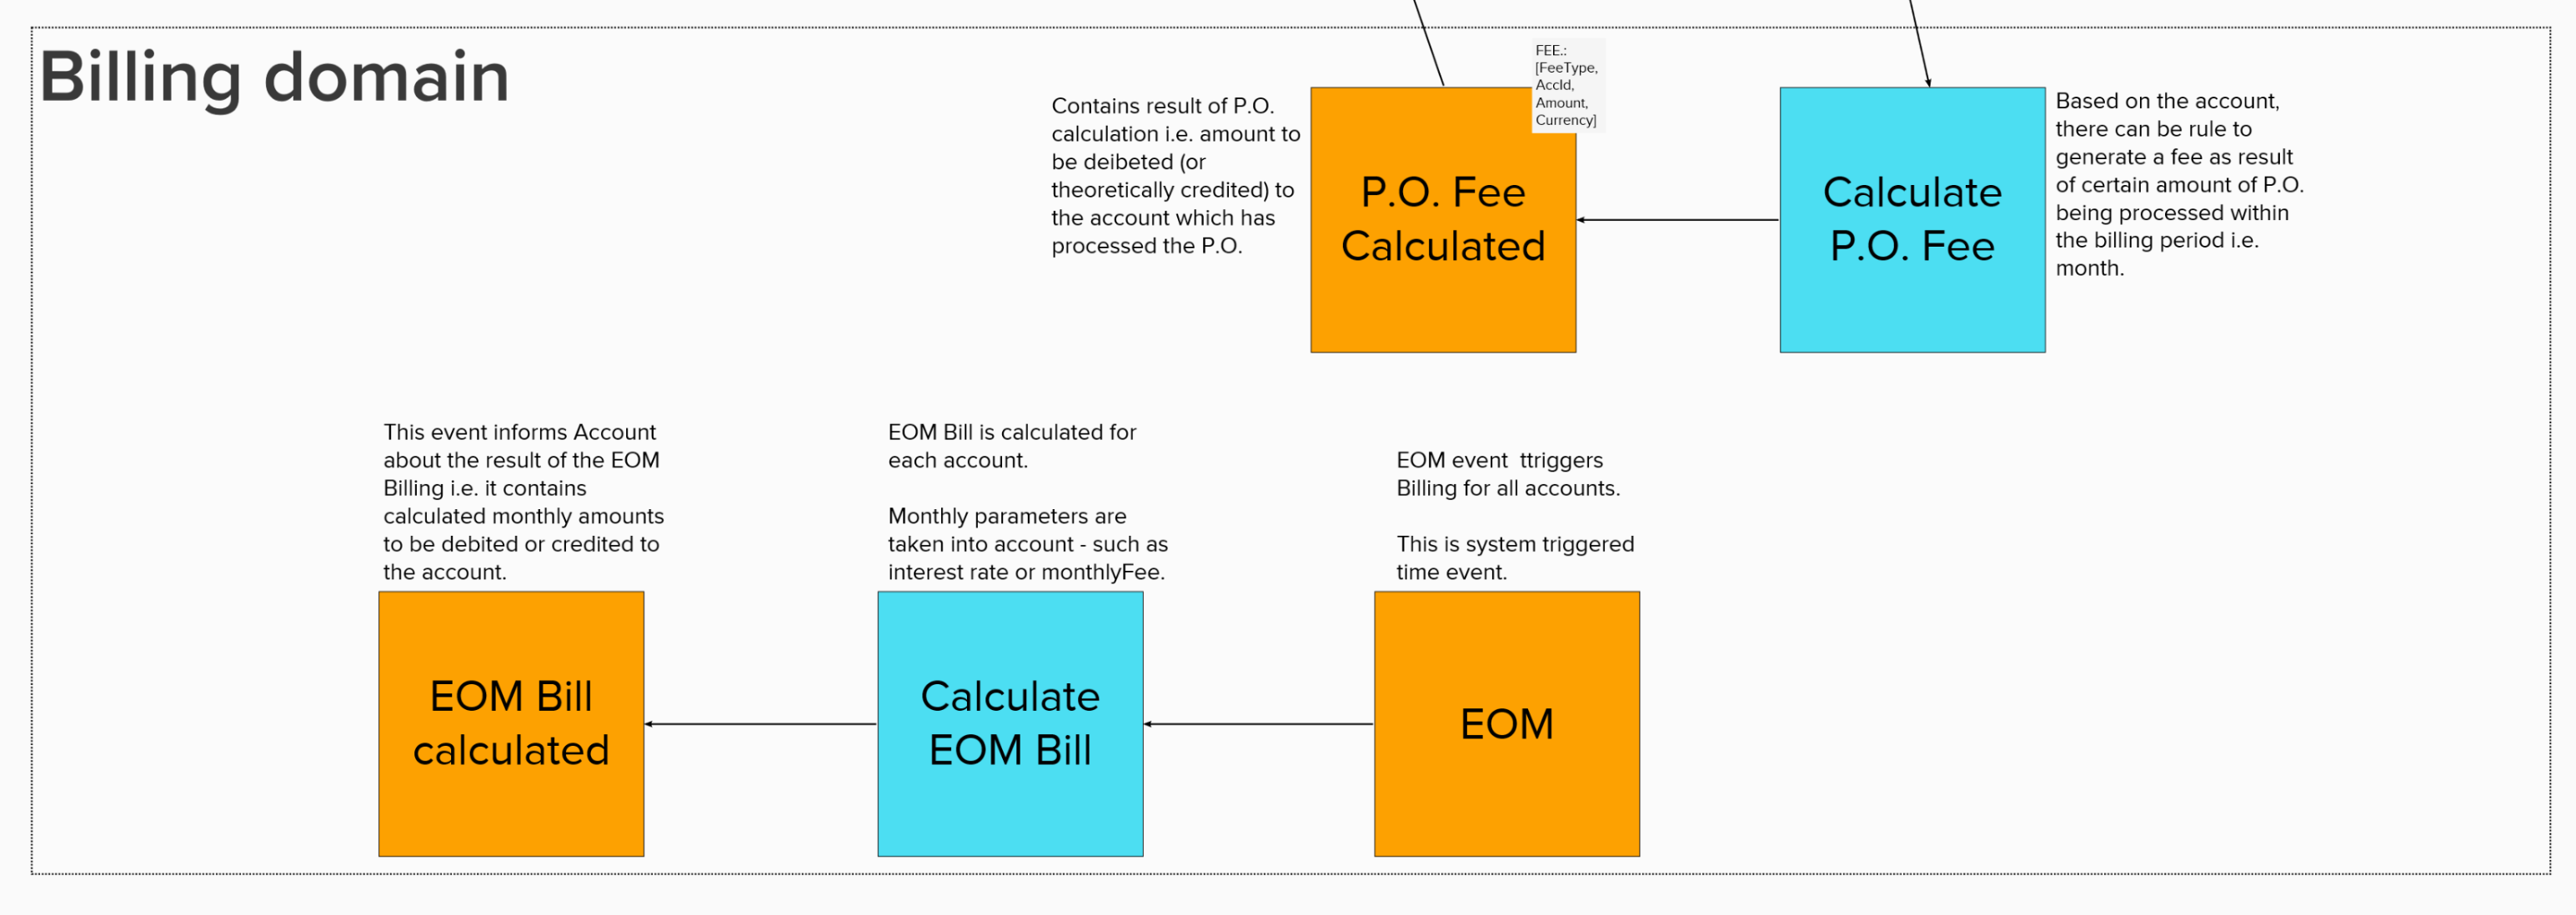 Billing domain
FEE.:
[FeeType,
AccId,
Amount,
Currency]
Contains result of P.O.
calculation i.e. amount to
be deibeted (or
theoretically credited) to
the account which has
processed the P.O.
P.O. Fee
Calculated
Calculate
P.O. Fee
Based on the account,
there can be rule to
generate a fee as result
of certain amount of P.O.
being processed within
the billing period i.e.
month.
This event informs Account
about the result of the EOM
Billing i.e. it contains
calculated monthly amounts
to be debited or credited to
the account.
EOM Bill is calculated for
each account.
Monthly parameters are
taken into account - such as
interest rate or monthlyFee.
EOM event  ttriggers
Billing for all accounts.
This is system triggered
time event.
EOM Bill
calculated
Calculate
EOM Bill
EOM